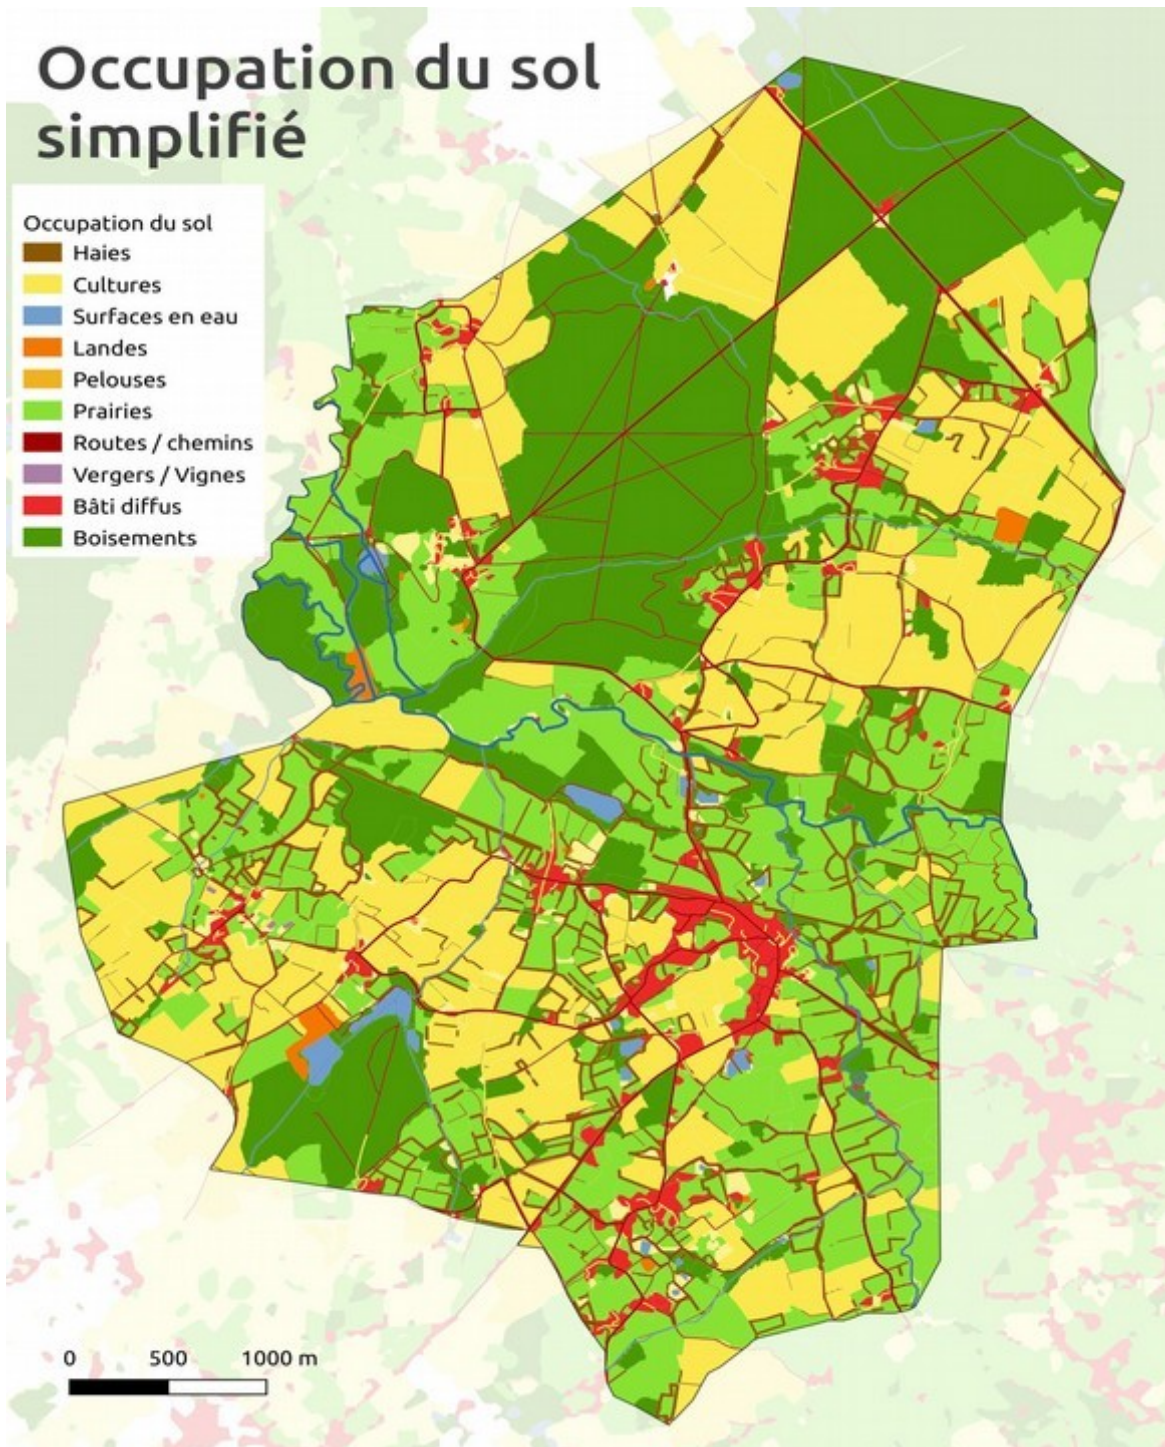 Occupation du sol
simplifié
Occupation du sol
Haies
Cultures
Surfaces en eau
Landes
Pelouses
Prairies
Routes / chemins
Vergers / Vignes
Bâti diffus
Boisements
0 500 1000 m